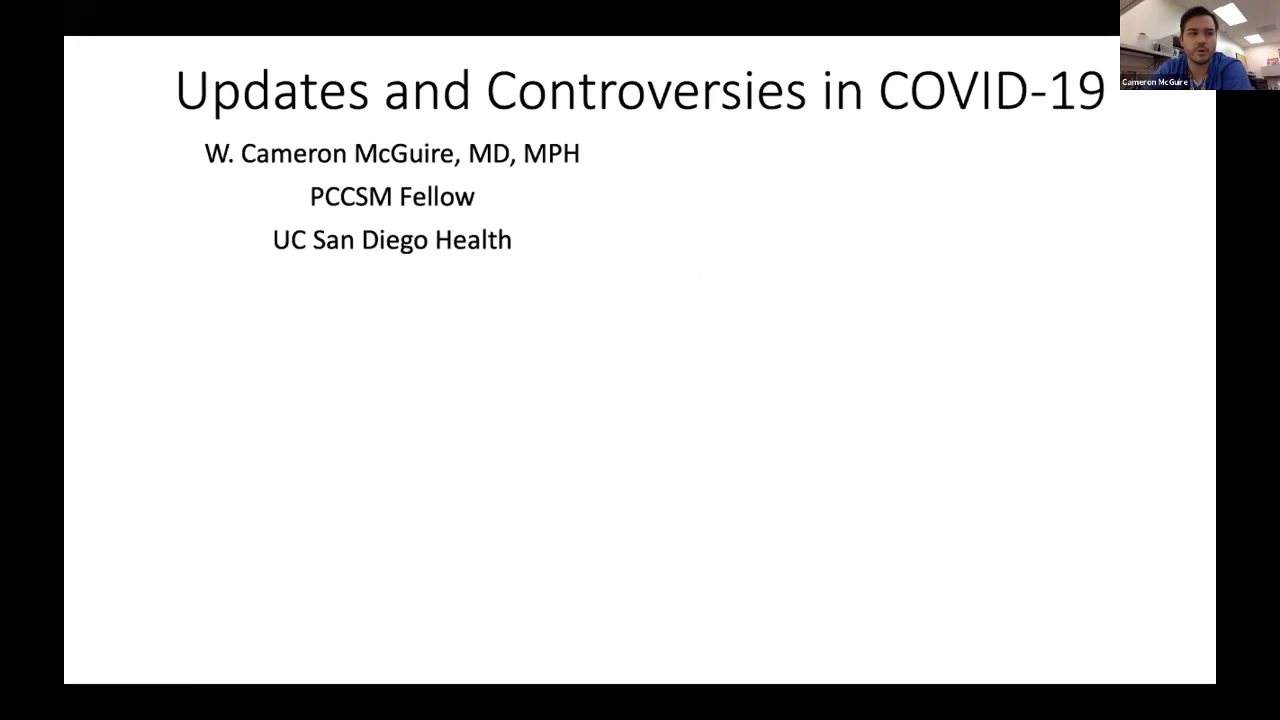 Updates and Controversies in COVID-19
W. Cameron McGuire, MD, MPH
PCCSM Fellow
UC San Diego Health
Cameron McGuire